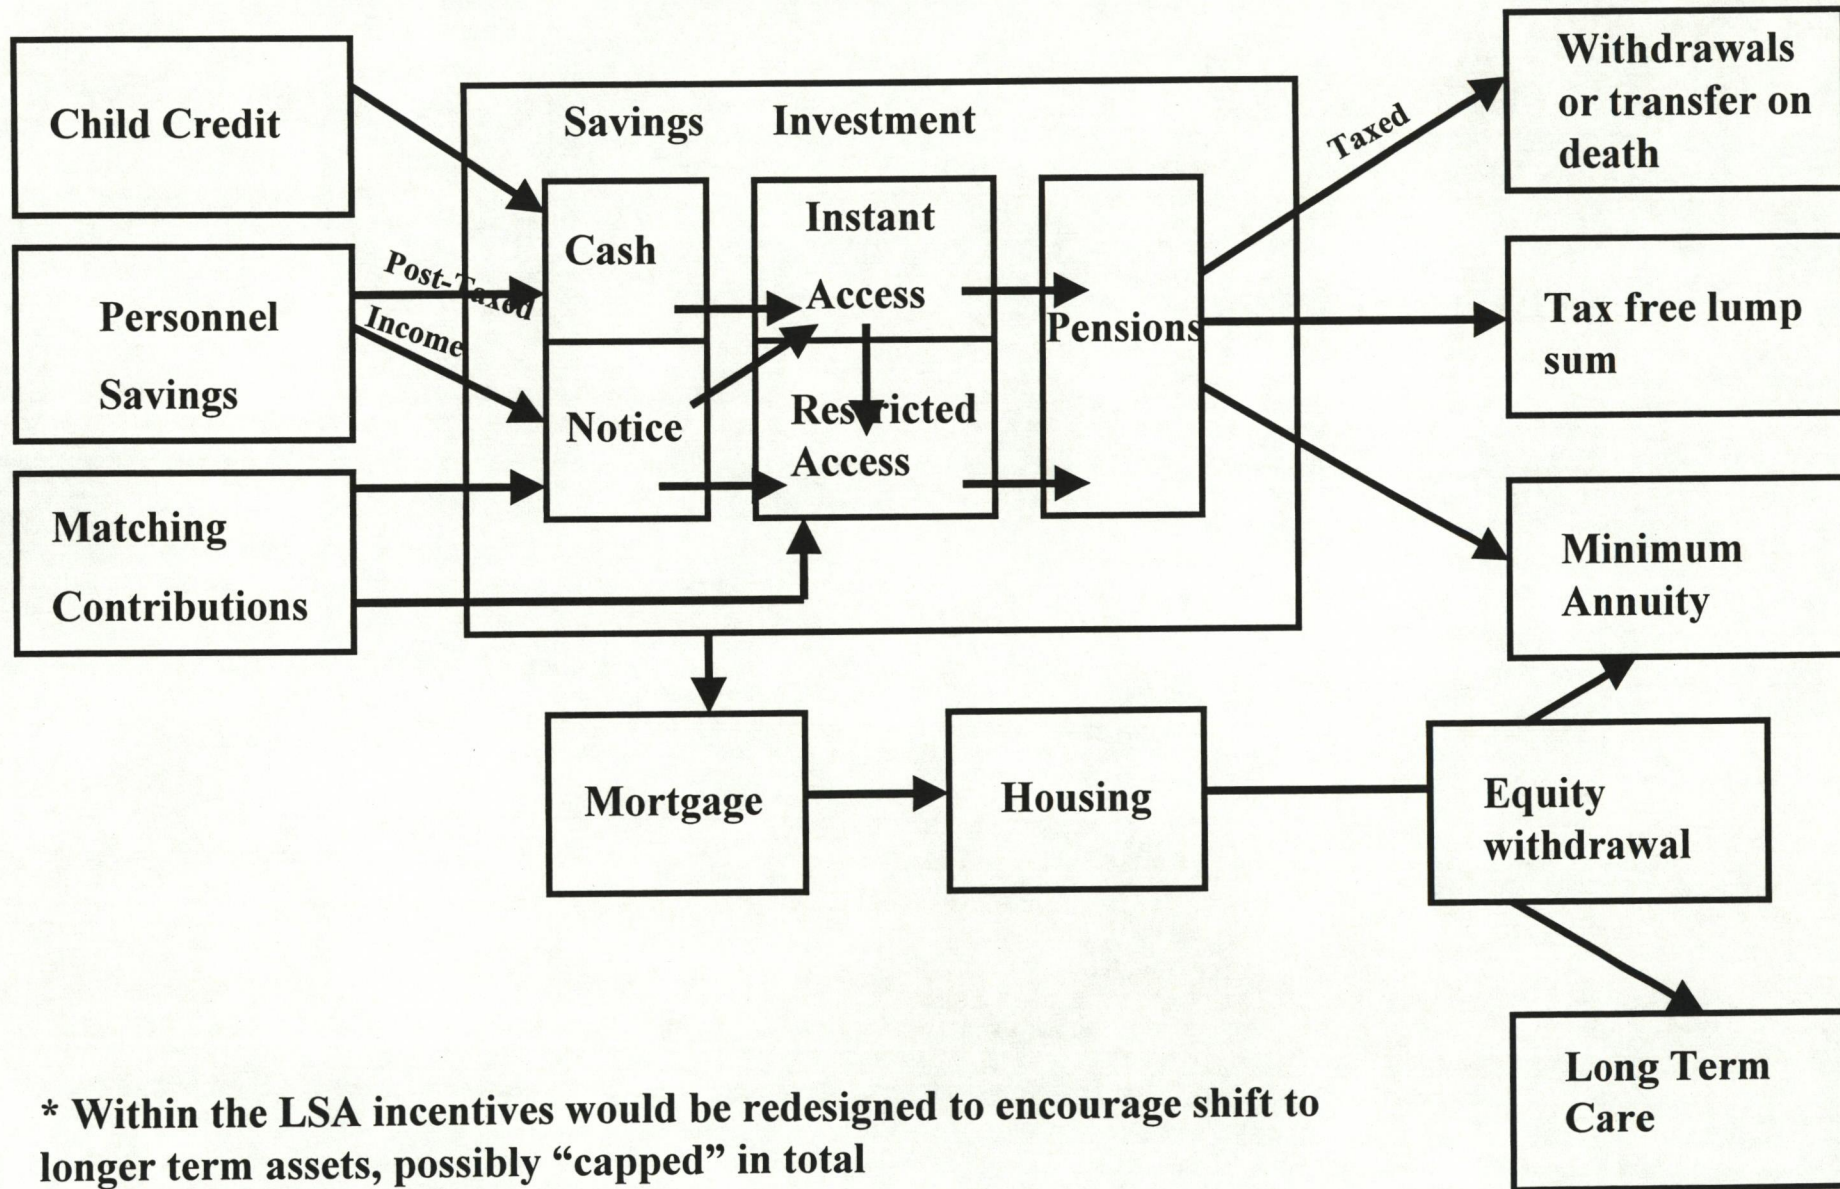 Child Credit
Personnel
Savings
Matching
Contributions
Post-Taxed
Income
Savings
Investment
Cash
Notice
Instant
Access
Restricted
Access
Pensions
Taxed
Withdrawals
or transfer on
death
Tax free lump
sum
Minimum
Annuity
Mortgage
Housing
Equity
withdrawal
Long Term
Care
* Within the LSA incentives would be redesigned to encourage shift to
longer term assets, possibly “capped” in total